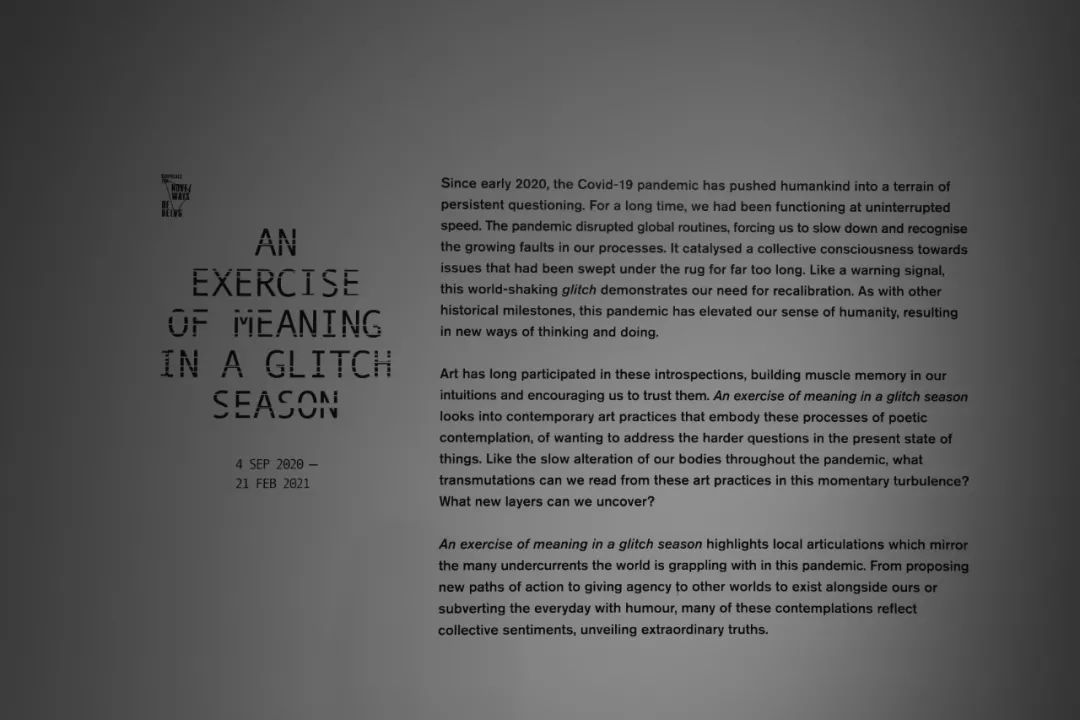 NOVEL
WAYS
OF
BEING
AN
EXERCISE
OF MEANING
IN A GLITCH
SEASON
4 SEP 2020 —
21 FEB 2021
Since early 2020, the Covid-19 pandemic has pushed humankind into a terrain of
persistent questioning. For a long time, we had been functioning at uninterrupted
speed. The pandemic disrupted global routines, forcing us to slow down and recognise
the growing faults in our processes. It catalysed a collective consciousness towards
issues that had been swept under the rug for far too long. Like a warning signal,
this world-shaking glitch demonstrates our need for recalibration. As with other
historical milestones, this pandemic has elevated our sense of humanity, resulting
in new ways of thinking and doing.
Art has long participated in these introspections, building muscle memory in our
intuitions and encouraging us to trust them. An exercise of meaning in a glitch season
looks into contemporary art practices that embody these processes of poetic
contemplation, of wanting to address the harder questions in the present state of
things. Like the slow alteration of our bodies throughout the pandemic, what
transmutations can we read from these art practices in this momentary turbulence?
What new layers can we uncover?
An exercise of meaning in a glitch season highlights local articulations which mirror
the many undercurrents the world is grappling with in this pandemic. From proposing
new paths of action to giving agency to other worlds to exist alongside ours or
subverting the everyday with humour, many of these contemplations reflect
collective sentiments, unveiling extraordinary truths.